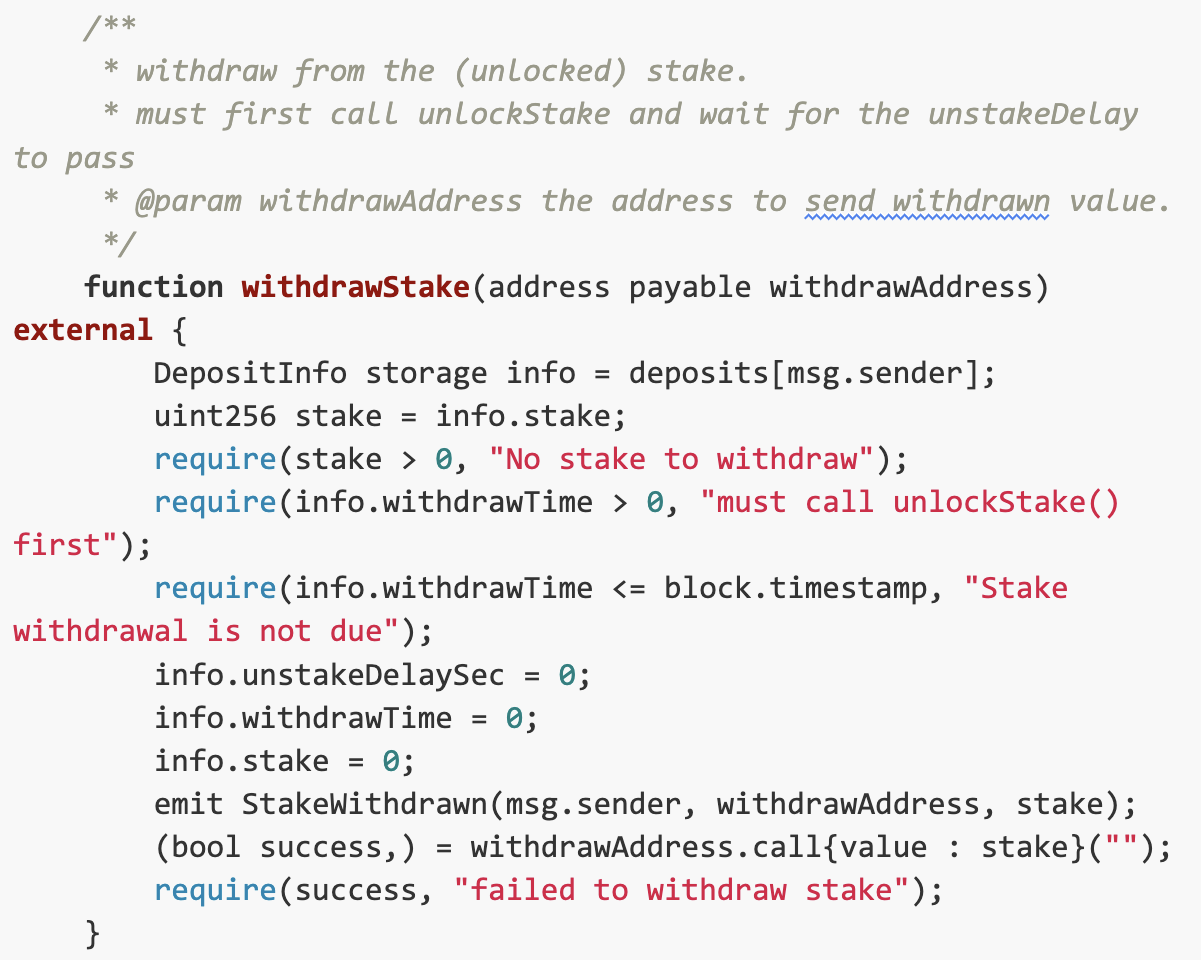 /**
* withdraw from the (unlocked) stake.
* must first call unlockStake and wait for the unstakeDelay
to pass
* @param withdrawAddress the address to send withdrawn value.
*/
function withdrawStake(address payable withdrawAddress)
external {
DepositInfo storage info = deposits[msg.sender];
uint256 stake = info.stake;
require(stake > 0, "No stake to withdraw");
require(info.withdrawTime > 0, "must call unlockStake()
first");
require(info.withdrawTime <= block.timestamp, "Stake
withdrawal is not due");
info.unstakeDelaySec = 0;
info.withdrawTime = 0;
info.stake = 0;
emit StakeWithdrawn(msg.sender, withdrawAddress, stake);
(bool success,) = withdrawAddress.call{value : stake}("");
require(success, "failed to withdraw stake");
}